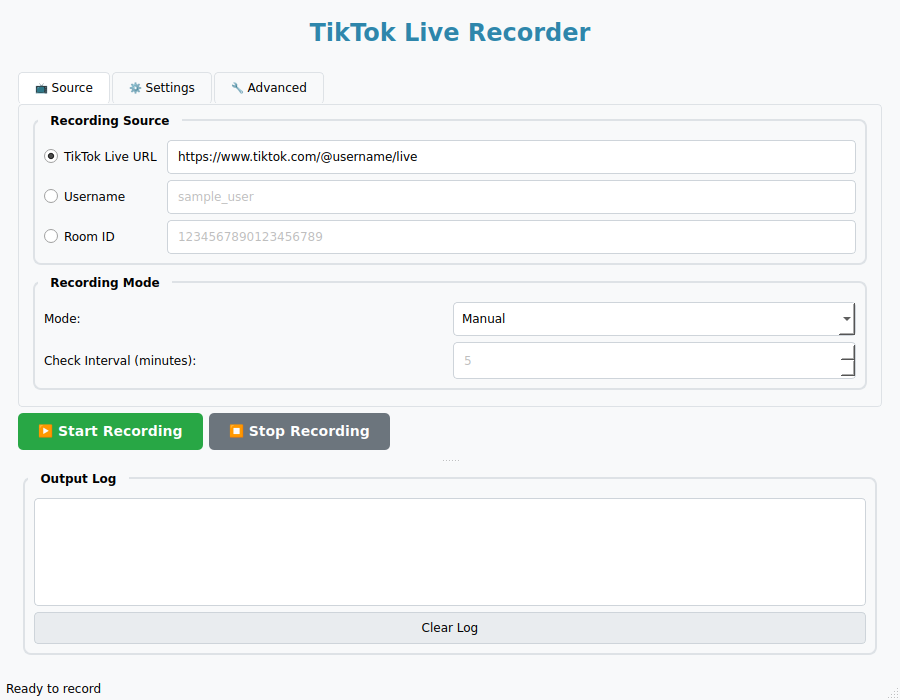 TikTok Live Recorder
Source
Settings
Advanced
Recording Source
TikTok Live URL
https://www.tiktok.com/@username/live
Username
sample_user
Room ID
1234567890123456789
Recording Mode
Mode:
Manual
Check Interval (minutes):
5
Start Recording
Stop Recording
Output Log
Clear Log
Ready to record